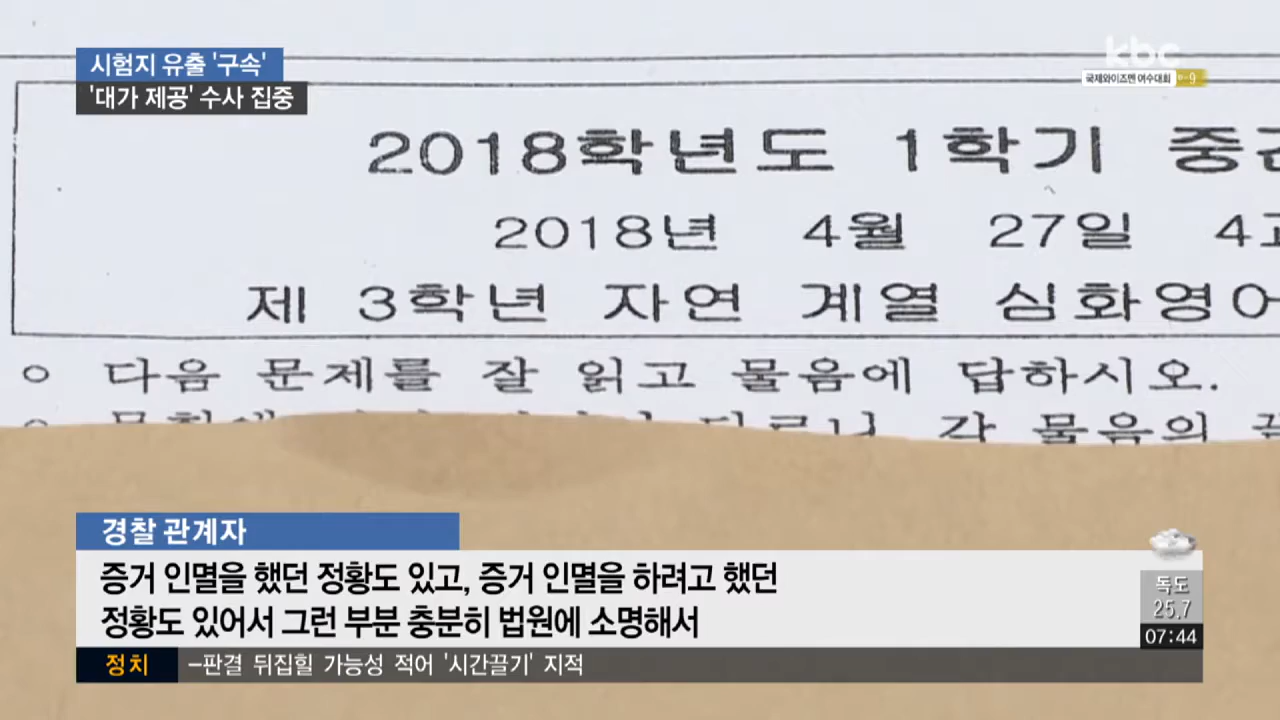 시험지 유출 '구속'
'대가 제공' 수사 집중
kbc
국제와이즈멘 여수대회 D-9
2018학년도 1학기
2018년 4월 27일
제 3학년 자연 계열 심화영어
ㅇ 다음 문제를 잘 읽고 물음에 답하시오.
각 물음의
경찰 관계자
증거 인멸을 했던 정황도 있고, 증거 인멸을 하려고 했던
정황도 있어서 그런 부분 충분히 법원에 소명해서
독도
25.7
07:44
정치 -판결 뒤집힐 가능성 적어 '시간끌기' 지적